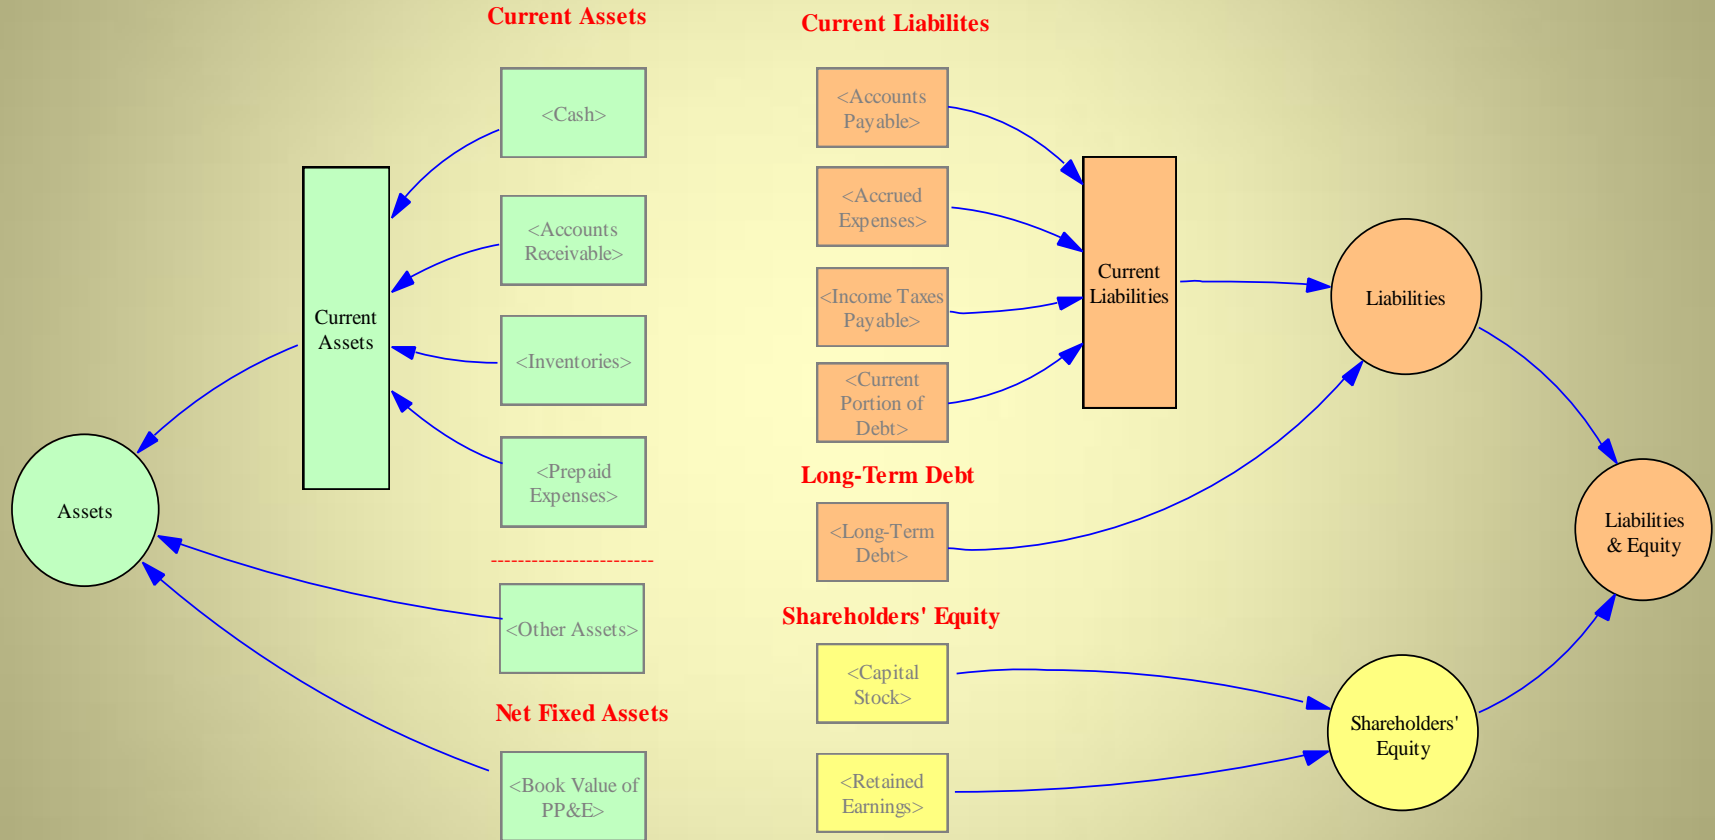 Current Assets
<Cash>
<Accounts
Receivable>
<Inventories>
<Prepaid
Expenses>
-----------------------
<Other Assets>
Net Fixed Assets
<Book Value of
PP&E>
Current
Assets
Assets
Current Liabilites
<Accounts
Payable>
<Accrued
Expenses>
<Income Taxes
Payable>
<Current
Portion of
Debt>
Long-Term Debt
<Long-Term
Debt>
Shareholders' Equity
<Capital
Stock>
<Retained
Earnings>
Current
Liabilities
Liabilities
Shareholders'
Equity
Liabilities
& Equity